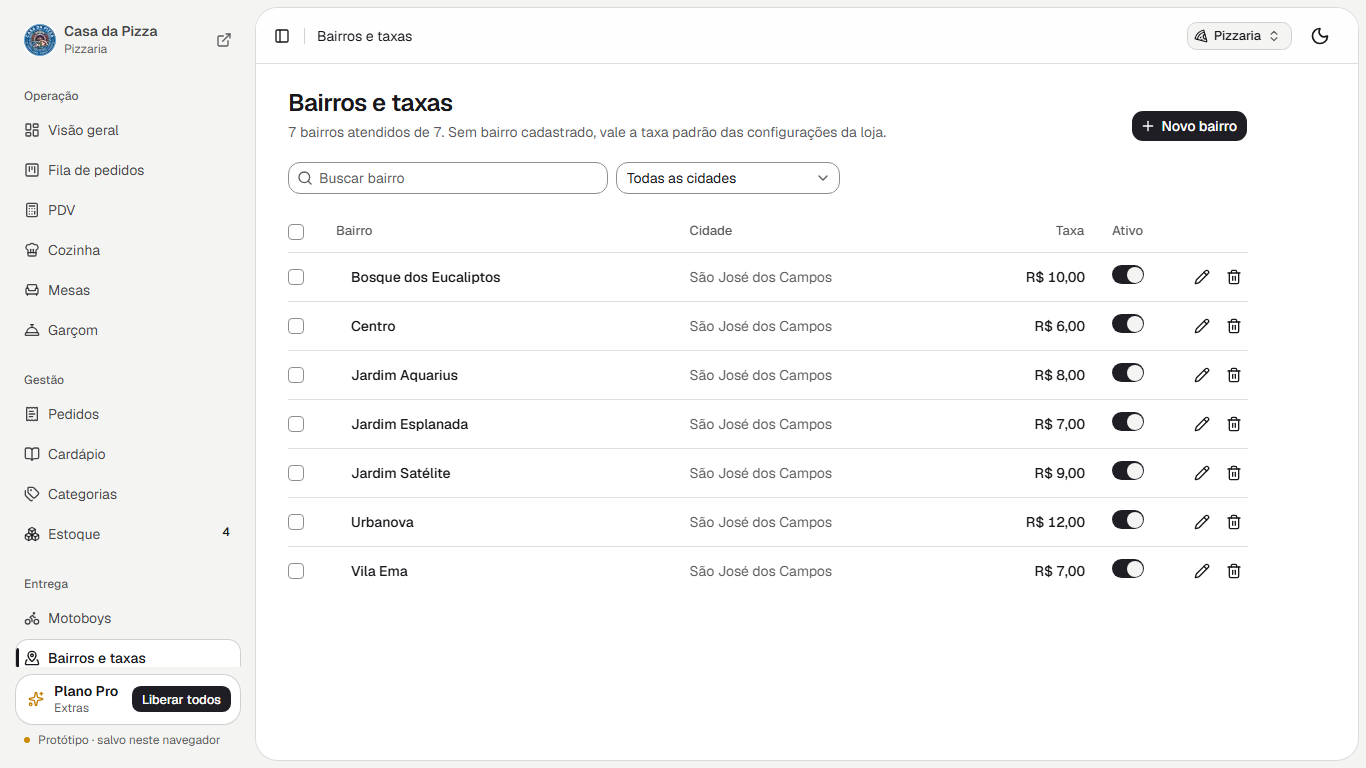 Casa da Pizza
Pizzaria
Operação
Visão geral
Fila de pedidos
PDV
Cozinha
Mesas
Garçom
Gestão
Pedidos
Cardápio
Categorias
Estoque 4
Entrega
Motoboys
Bairros e taxas
Plano Pro
Extras
Liberar todos
Protótipo · salvo neste navegador
Bairros e taxas
Pizzaria
Bairros e taxas
7 bairros atendidos de 7. Sem bairro cadastrado, vale a taxa padrão das configurações da loja.
+ Novo bairro
Buscar bairro
Todas as cidades
Bairro Cidade Taxa Ativo
Bosque dos Eucaliptos São José dos Campos R$ 10,00
Centro São José dos Campos R$ 6,00
Jardim Aquarius São José dos Campos R$ 8,00
Jardim Esplanada São José dos Campos R$ 7,00
Jardim Satélite São José dos Campos R$ 9,00
Urbanova São José dos Campos R$ 12,00
Vila Ema São José dos Campos R$ 7,00